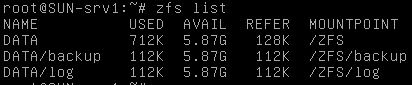 root@SUN-srv1:~# zfs list
NAME          USED  AVAIL  REFER  MOUNTPOINT
DATA          712K  5.87G   128K  /ZFS
DATA/backup   112K  5.87G   112K  /ZFS/backup
DATA/log      112K  5.87G   112K  /ZFS/log